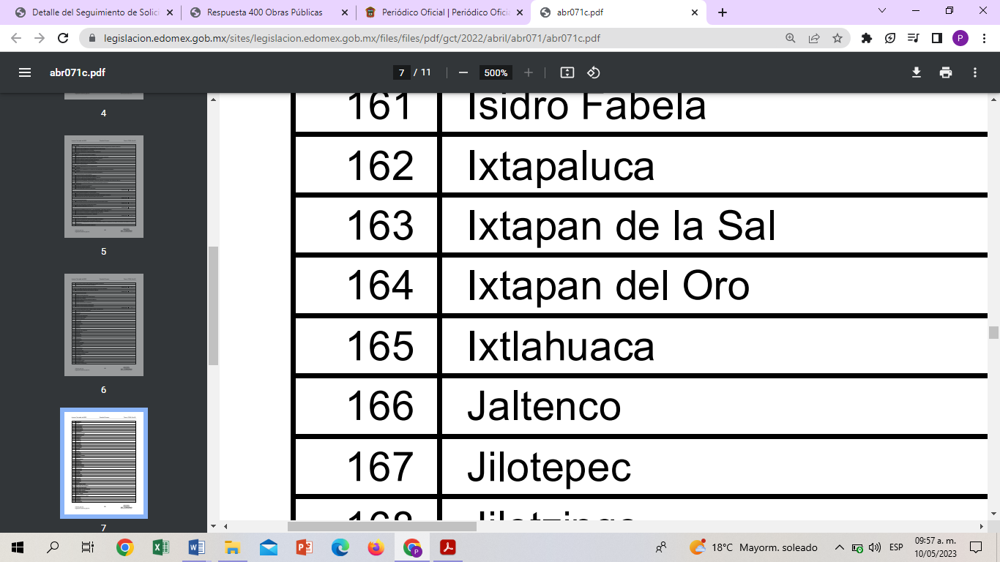 Detalle del Seguimiento de Solici
Respuesta 400 Obras Públicas
Periódico Oficial | Periódico Ofici
abr071c.pdf
legislacion.edomex.gob.mx/sites/legislacion.edomex.gob.mx/files/files/pdf/gct/2022/abril/abr071/abr071c.pdf
P
abr071c.pdf
7 / 11
500%
4
5
6
7
161 Isidro Fabela
162 Ixtapaluca
163 Ixtapan de la Sal
164 Ixtapan del Oro
165 Ixtlahuaca
166 Jaltenco
167 Jilotepec
168 Jilotzingo
18°C Mayorm. soleado
ESP
09:57 a. m.
10/05/2023